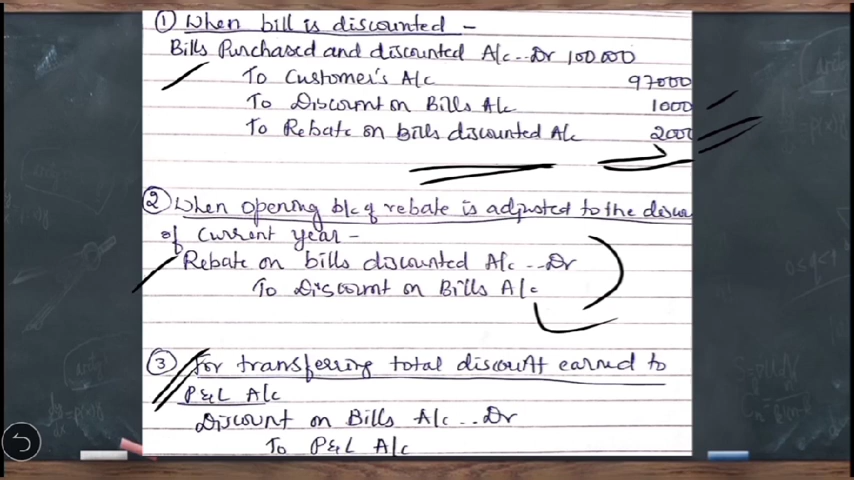 ① When bill is discounted -
Bills Purchased and discounted A/c..Dr 100000
To Customer's A/c 97000
To Discount on Bills A/c 1000
To Rebate on bills discounted A/c 2000
② When opening b/c of rebate is adjusted to the discou
of current year -
Rebate on bills discounted A/c ..Dr
To Discount on Bills A/c
③ For transferring total discount earned to
P&L A/c
Discount on Bills A/c ..Dr
To P&L A/c